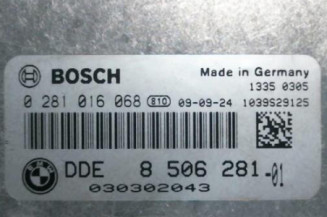 BOSCH
Made in Germany
1335 0305
0 281 016 068 810 09-09-24 1039S29125
BMW
DDE 8 506 281-01
030302043